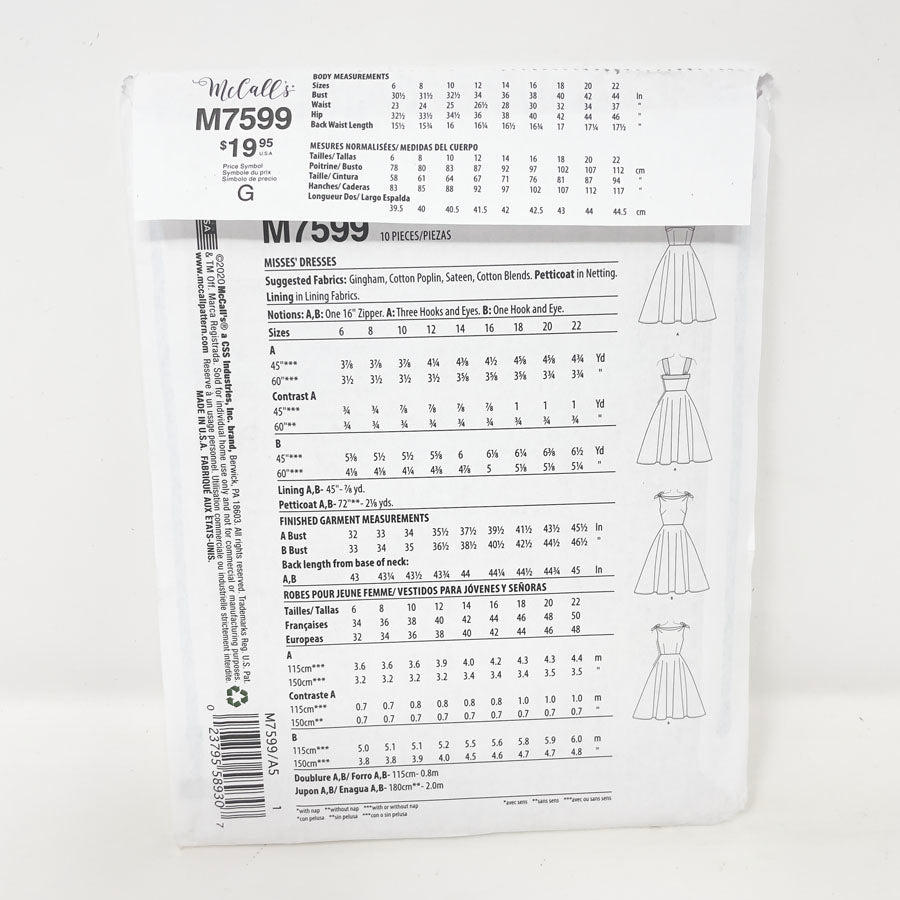 McCall's
M7599
$19.95
U.S.A.
Price Symbol
Symbole du prix
Símbolo de precio
G
BODY MEASUREMENTS
Sizes 6 8 10 12 14 16 18 20 22
Bust 30½ 31½ 32½ 34 36 38 40 42 44 In
Waist 23 24 25 26½ 28 30 32 34 37 "
Hip 32½ 33½ 34½ 36 38 40 42 44 46 "
Back Waist Length 15½ 15¾ 16 16¼ 16½ 16¾ 17 17¼ 17½ "
MESURES NORMALISÉES/ MEDIDAS DEL CUERPO
Tailles/ Tallas 6 8 10 12 14 16 18 20 22
Poitrine/ Busto 78 80 83 87 92 97 102 107 112 cm
Taille/ Cintura 58 61 64 67 71 76 81 87 94 "
Hanches/ Caderas 83 85 88 92 97 102 107 112 117 "
Longueur Dos/ Largo Espalda
39.5 40 40.5 41.5 42 42.5 43 44 44.5 cm
M7599 10 PIECES/PIEZAS
MISSES' DRESSES
Suggested Fabrics: Gingham, Cotton Poplin, Sateen, Cotton Blends. Petticoat in Netting.
Lining in Lining Fabrics.
Notions: A,B: One 16" Zipper. A: Three Hooks and Eyes. B: One Hook and Eye.
Sizes 6 8 10 12 14 16 18 20 22
A
45"*** 3⅞ 3⅞ 3⅞ 4¼ 4⅜ 4½ 4⅝ 4⅝ 4¾ Yd
60"*** 3½ 3½ 3½ 3½ 3⅝ 3⅝ 3⅝ 3¾ 3¾ "
Contrast A
45"*** ¾ ¾ ⅞ ⅞ ⅞ ⅞ 1 1 1 Yd
60"** ¾ ¾ ¾ ¾ ¾ ¾ ¾ ¾ ¾ "
B
45"*** 5⅜ 5½ 5½ 5⅝ 6 6⅛ 6¼ 6⅜ 6½ Yd
60"*** 4⅛ 4⅛ 4¼ 4⅜ 4⅞ 5 5⅛ 5⅛ 5¼ "
Lining A,B- 45"- ⅞ yd.
Petticoat A,B- 72"**- 2⅛ yds.
FINISHED GARMENT MEASUREMENTS
A Bust 32 33 34 35½ 37½ 39½ 41½ 43½ 45½ In
B Bust 33 34 35 36½ 38½ 40½ 42½ 44½ 46½ "
Back length from base of neck:
A,B 43 43¼ 43½ 43¾ 44 44¼ 44½ 44¾ 45 In
ROBES POUR JEUNE FEMME/ VESTIDOS PARA JÓVENES Y SEÑORAS
Tailles/ Tallas 6 8 10 12 14 16 18 20 22
Françaises 34 36 38 40 42 44 46 48 50
Europeas 32 34 36 38 40 42 44 46 48
A
115cm*** 3.6 3.6 3.6 3.9 4.0 4.2 4.3 4.3 4.4 m
150cm*** 3.2 3.2 3.2 3.2 3.4 3.4 3.4 3.5 3.5 "
Contraste A
115cm*** 0.7 0.7 0.8 0.8 0.8 0.8 1.0 1.0 1.0 m
150cm** 0.7 0.7 0.7 0.7 0.7 0.7 0.7 0.7 0.7 "
B
115cm*** 5.0 5.1 5.1 5.2 5.5 5.6 5.8 5.9 6.0 m
150cm*** 3.8 3.8 3.9 4.0 4.5 4.6 4.7 4.7 4.8 "
Doublure A,B/ Forro A,B- 115cm- 0.8m
Jupon A,B/ Enagua A,B- 180cm**- 2.0m
*with nap **without nap ***with or without nap
*con pelusa **sin pelusa ***con o sin pelusa
*avec sens **sans sens ***avec ou sans sens
A
B
B
©2020 McCall's® a CSS Industries, Inc. brand, Berwick, PA 18603. All rights reserved. Trademarks Reg. U.S. Pat.
& TM Off. Marca Registrada. Sold for individual home use only and not for commercial or manufacturing purposes.
www.mccallpattern.com Reservé à un usage personnel. Utilisation commerciale ou industrielle strictement interdite.
MADE IN U.S.A. FABRIQUÉ AUX ETATS-UNIS.
M7599/A5
1
0 23795 58930 7